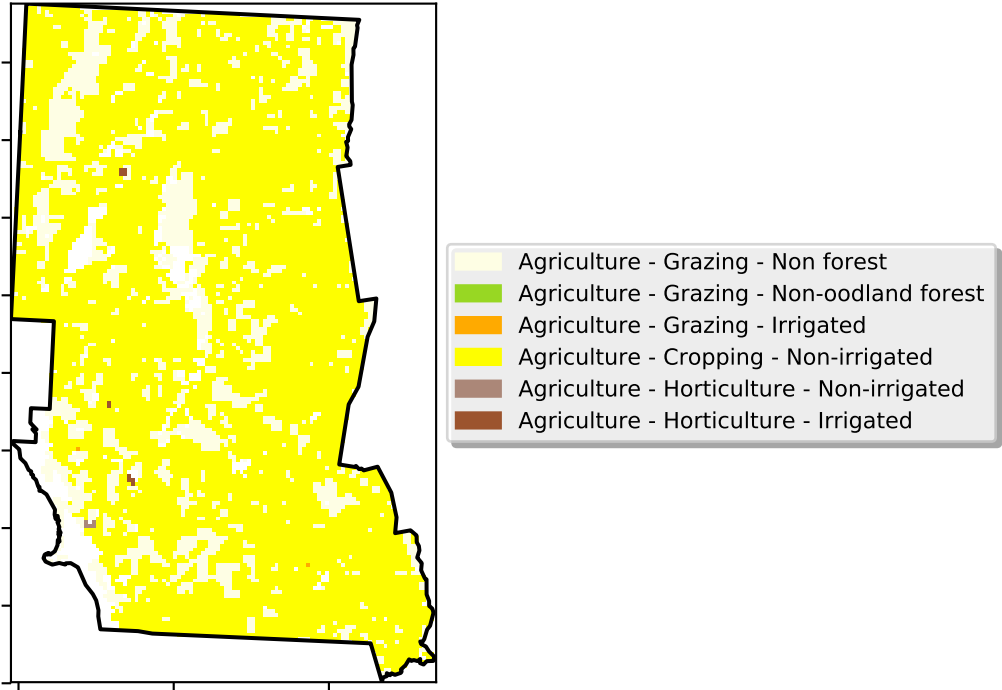 Agriculture - Grazing - Non forest
Agriculture - Grazing - Non-oodland forest
Agriculture - Grazing - Irrigated
Agriculture - Cropping - Non-irrigated
Agriculture - Horticulture - Non-irrigated
Agriculture - Horticulture - Irrigated